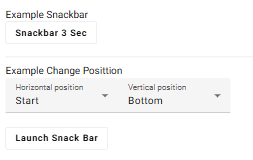 Example Snackbar
Snackbar 3 Sec
Example Change Posittion
Horizontal position Vertical position
Start Bottom
Launch Snack Bar